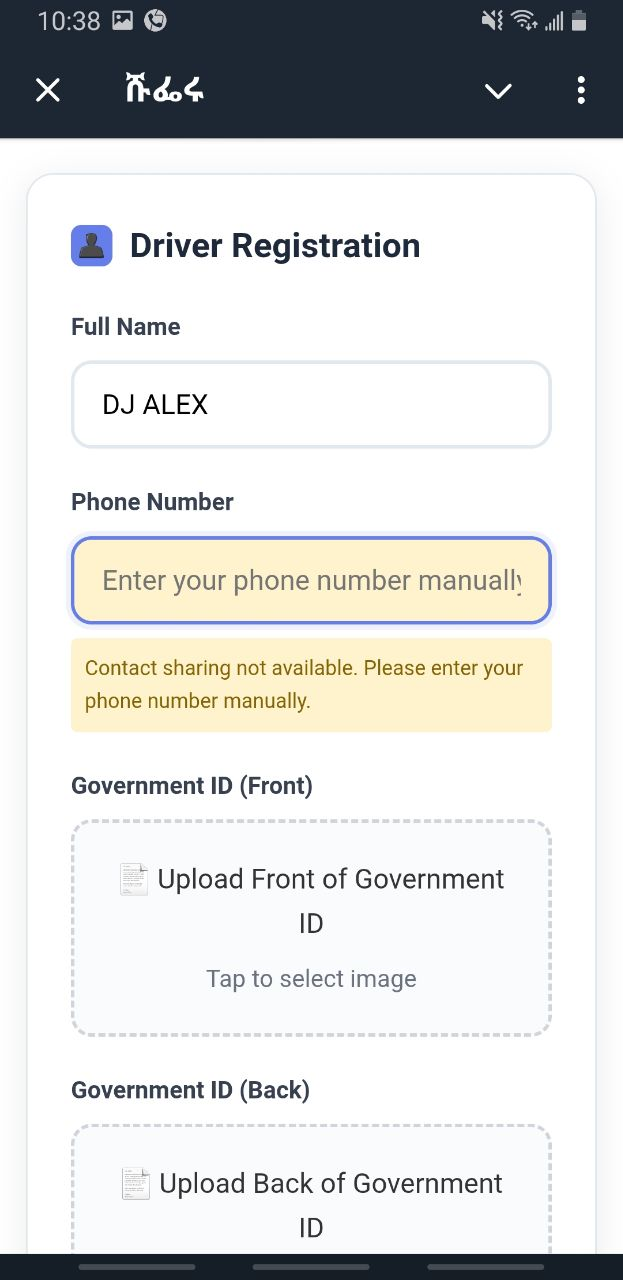 10:38
ሹፌሩ
Driver Registration
Full Name
DJ ALEX
Phone Number
Enter your phone number manually
Contact sharing not available. Please enter your
phone number manually.
Government ID (Front)
Upload Front of Government
ID
Tap to select image
Government ID (Back)
Upload Back of Government
ID